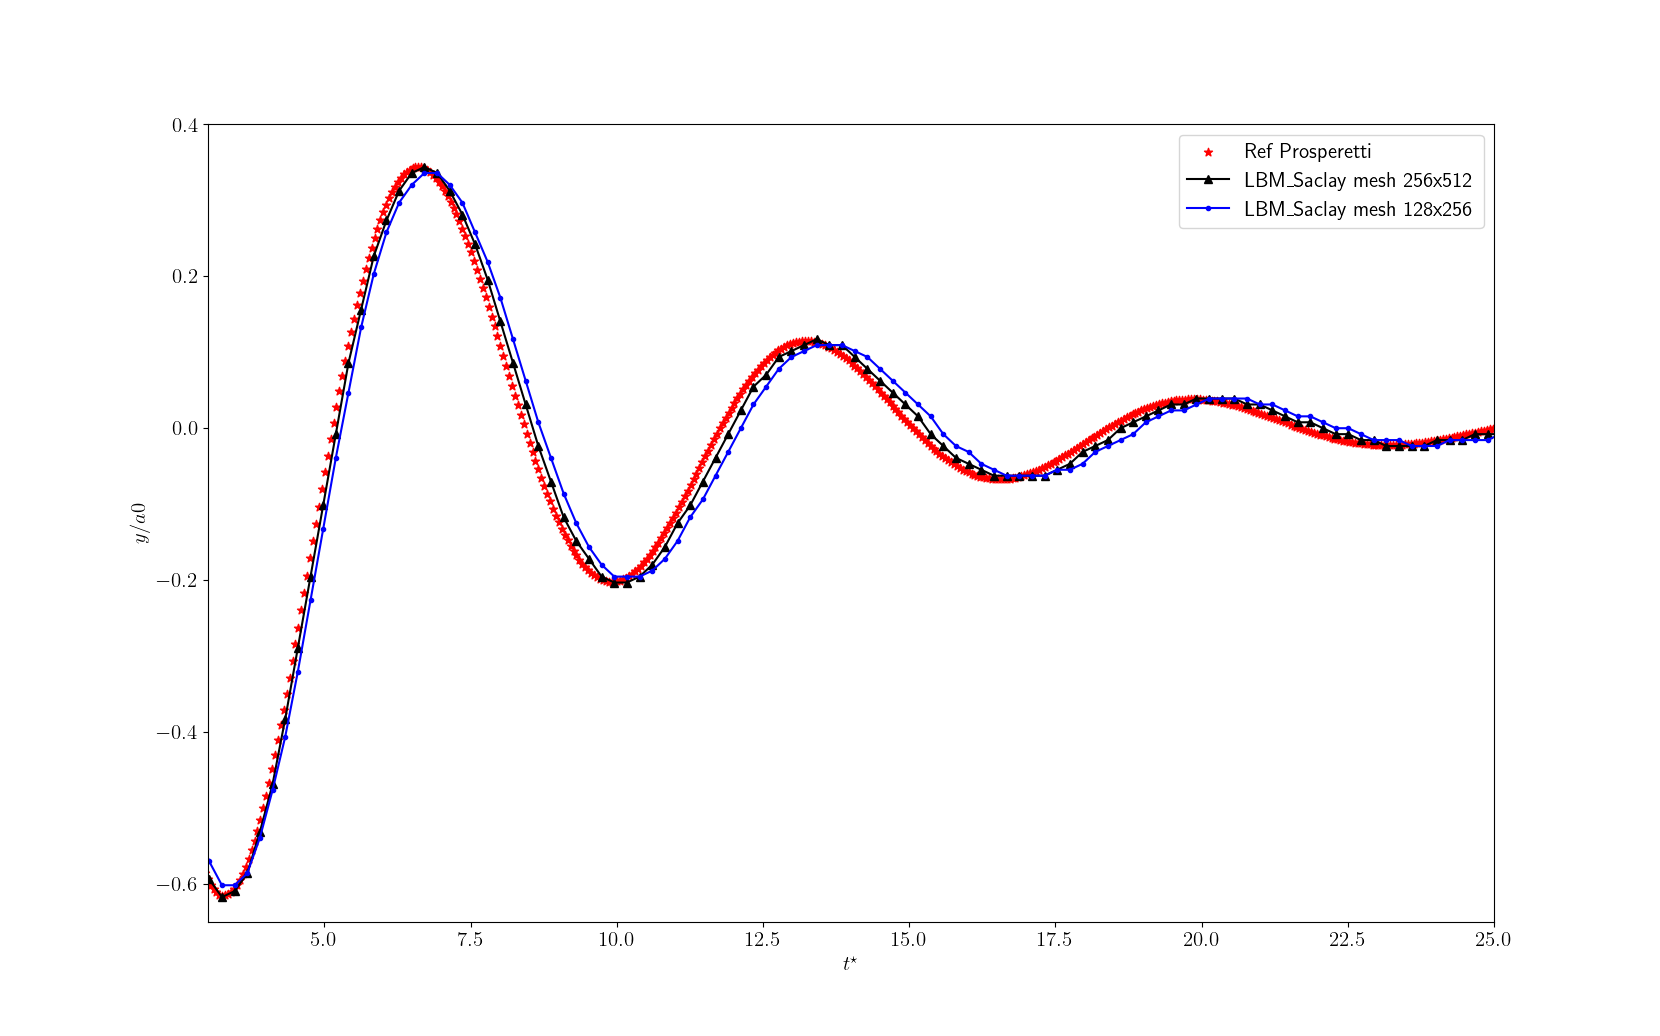 0.4
0.2
0.0
−0.2
−0.4
−0.6
y/a0
Ref Prosperetti
LBM_Saclay mesh 256x512
LBM_Saclay mesh 128x256
5.0 7.5 10.0 12.5 15.0 17.5 20.0 22.5 25.0
t⋆